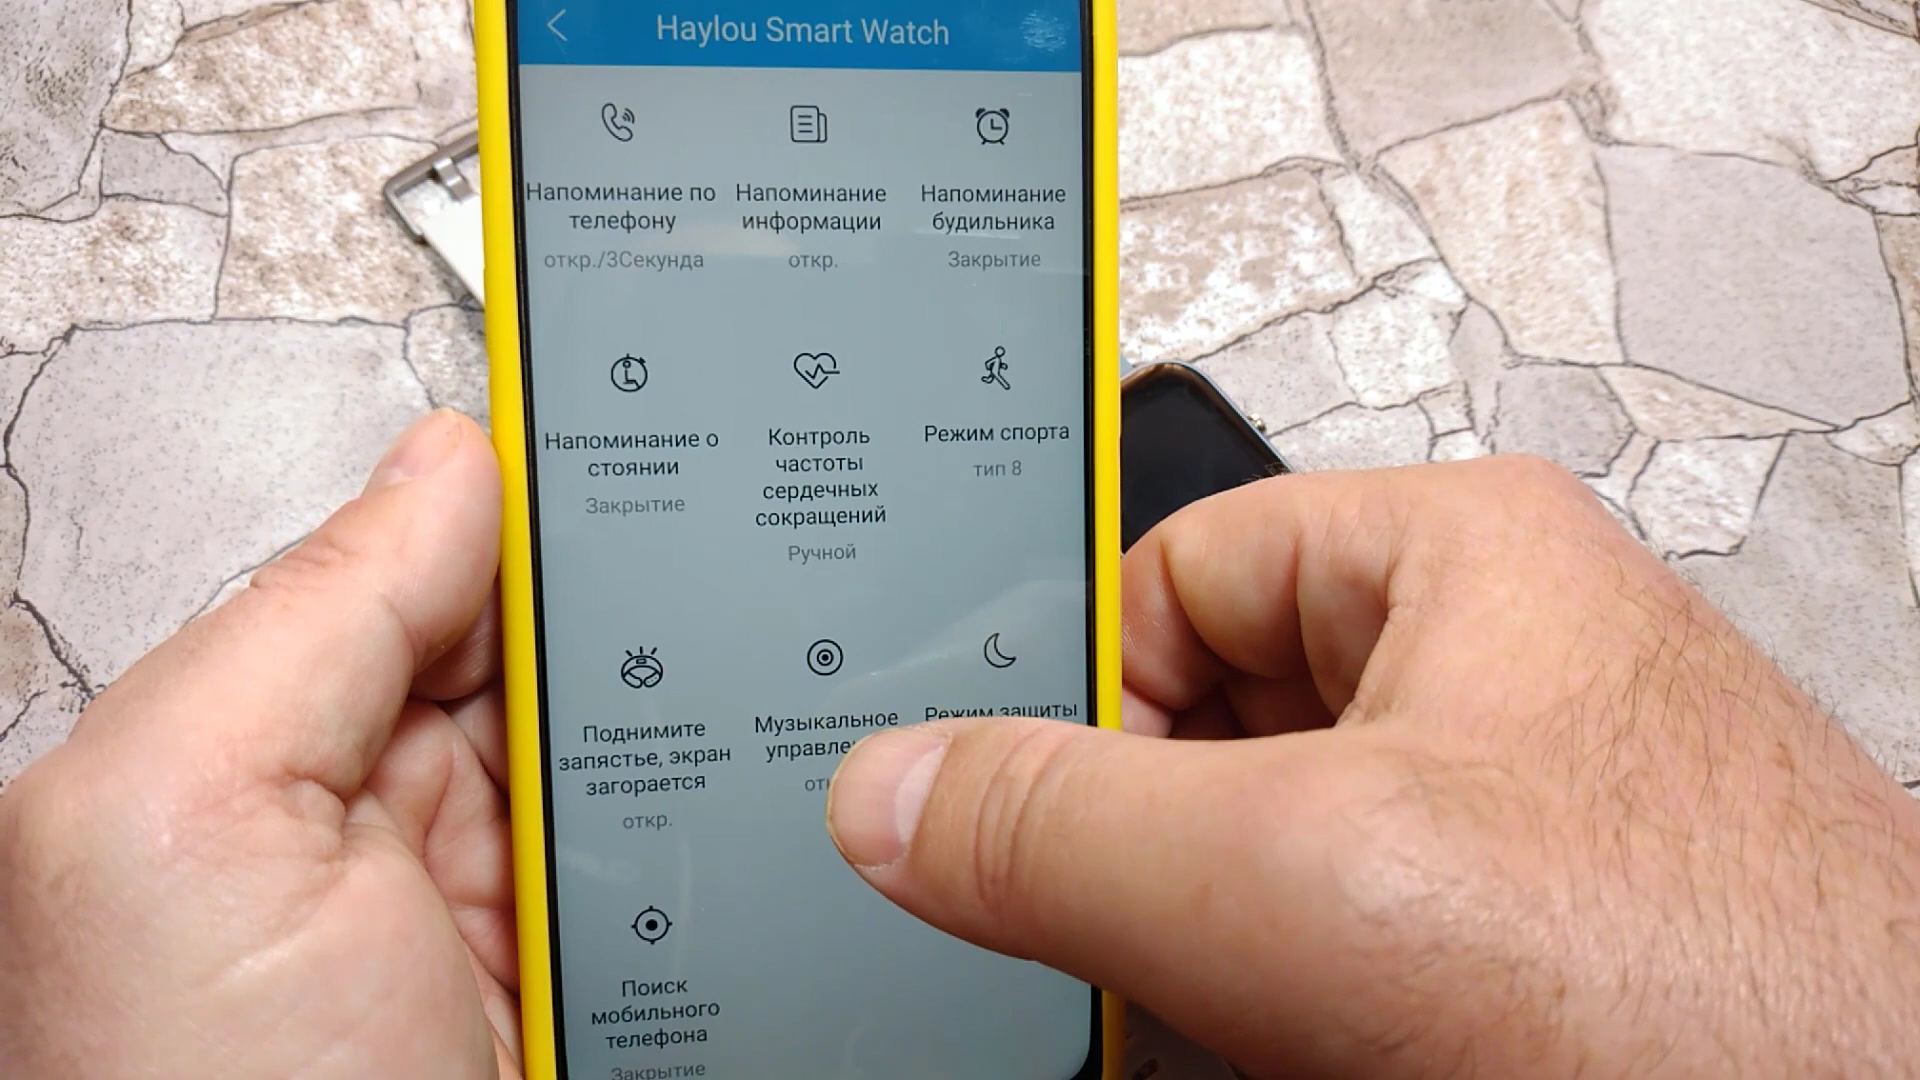 Haylou Smart Watch
Напоминание по
телефону
откр./3Секунда
Напоминание
информации
откр.
Напоминание
будильника
Закрытие
Напоминание о
стоянии
Закрытие
Контроль
частоты
сердечных
сокращений
Ручной
Режим спорта
тип 8
Поднимите
запястье, экран
загорается
откр.
Музыкальное
Режим защиты
Поиск
мобильного
телефона
Закрытие